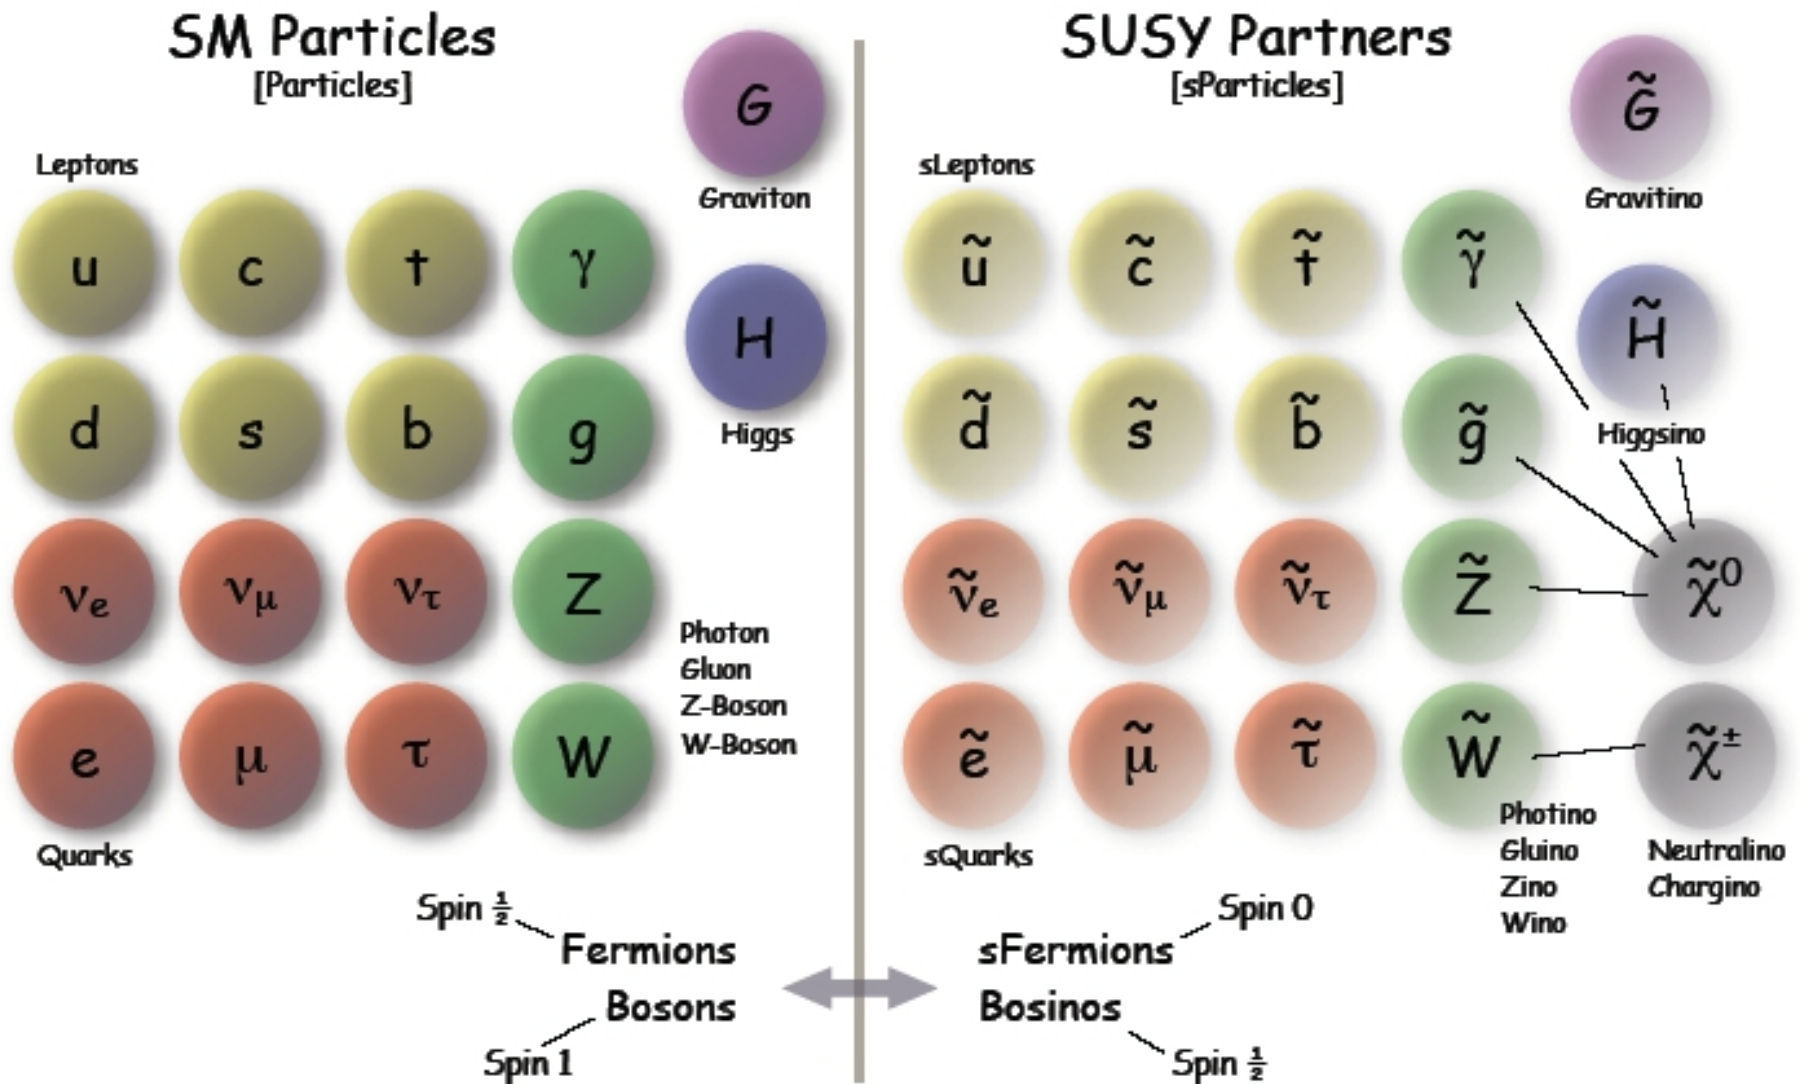 SM Particles
[Particles]
G
Graviton
Leptons
u c t γ
H
Higgs
d s b g
νe νμ ντ Z
Photon
Gluon
Z-Boson
W-Boson
e μ τ W
Quarks
Spin ½
Fermions
Bosons
Spin 1
SUSY Partners
[sParticles]
G̃
Gravitino
sLeptons
ũ c̃ t̃ γ̃
H̃
Higgsino
d̃ s̃ b̃ g̃
ν̃e ν̃μ ν̃τ Z̃ χ̃⁰
ẽ μ̃ τ̃ W̃ χ̃±
Photino
Gluino
Zino
Wino
Neutralino
Chargino
sQuarks
Spin 0
sFermions
Bosinos
Spin ½